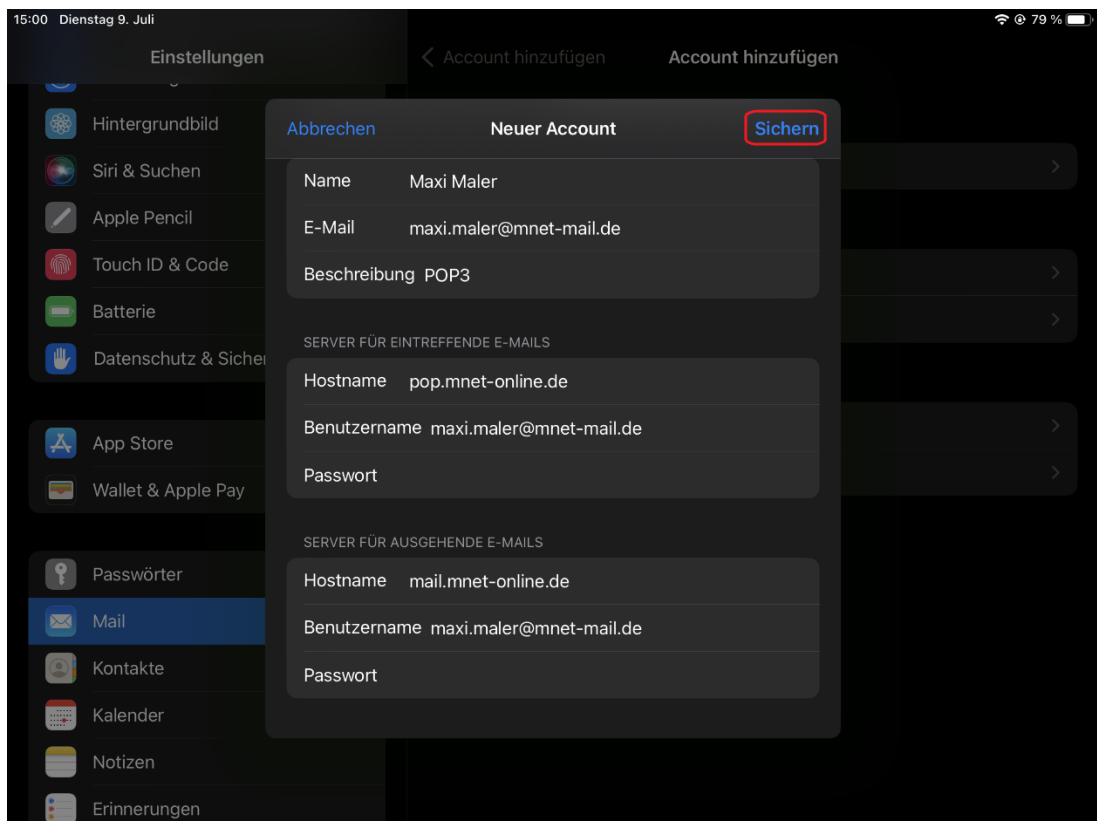 15:00 Dienstag 9. Juli
79 %
Einstellungen
Account hinzufügen
Account hinzufügen
Hintergrundbild
Siri & Suchen
Apple Pencil
Touch ID & Code
Batterie
Datenschutz & Sicher
App Store
Wallet & Apple Pay
Passwörter
Mail
Kontakte
Kalender
Notizen
Erinnerungen
Abbrechen
Neuer Account
Sichern
Name Maxi Maler
E-Mail maxi.maler@mnet-mail.de
Beschreibung POP3
SERVER FÜR EINTREFFENDE E-MAILS
Hostname pop.mnet-online.de
Benutzername maxi.maler@mnet-mail.de
Passwort
SERVER FÜR AUSGEHENDE E-MAILS
Hostname mail.mnet-online.de
Benutzername maxi.maler@mnet-mail.de
Passwort